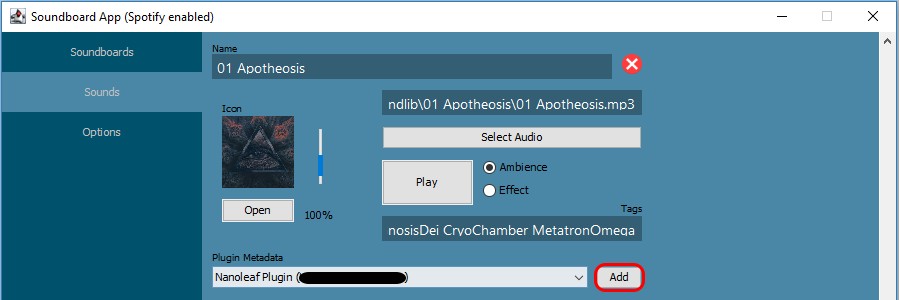 Soundboard App (Spotify enabled)
Soundboards
Sounds
Options
Name
01 Apotheosis
Icon
Open
100%
ndlib\01 Apotheosis\01 Apotheosis.mp3
Select Audio
Play
Ambience
Effect
Tags
nosisDei CryoChamber MetatronOmega
Plugin Metadata
Nanoleaf Plugin ( )
Add